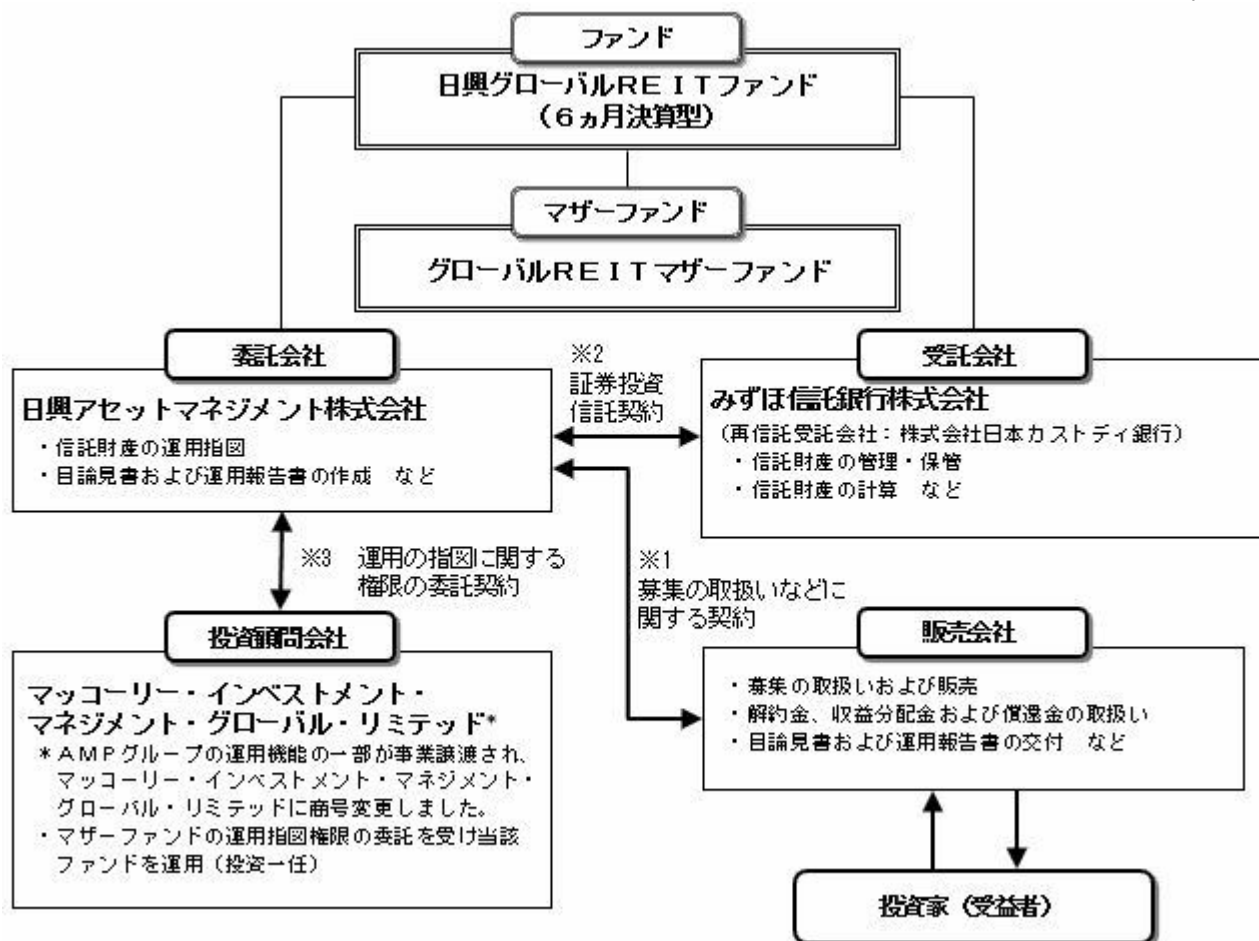 ファンド
日興グローバルＲＥＩＴファンド
（６ヵ月決算型）
マザーファンド
グローバルＲＥＩＴマザーファンド
委託会社
日興アセットマネジメント株式会社
・信託財産の運用指図
・目論見書および運用報告書の作成　など
※2
証券投資
信託契約
受託会社
みずほ信託銀行株式会社
（再信託受託会社：株式会社日本カストディ銀行）
・信託財産の管理・保管
・信託財産の計算　など
※3　運用の指図に関する
権限の委託契約
※1
募集の取扱いなどに
関する契約
投資顧問会社
マッコーリー・インベストメント・
マネジメント・グローバル・リミテッド*
*ＡＭＰグループの運用機能の一部が事業譲渡され、
マッコーリー・インベストメント・マネジメント・
グローバル・リミテッドに商号変更しました。
・マザーファンドの運用指図権限の委託を受け当該
ファンドを運用（投資一任）
販売会社
・募集の取扱いおよび販売
・解約金、収益分配金および償還金の取扱い
・目論見書および運用報告書の交付　など
投資家（受益者）